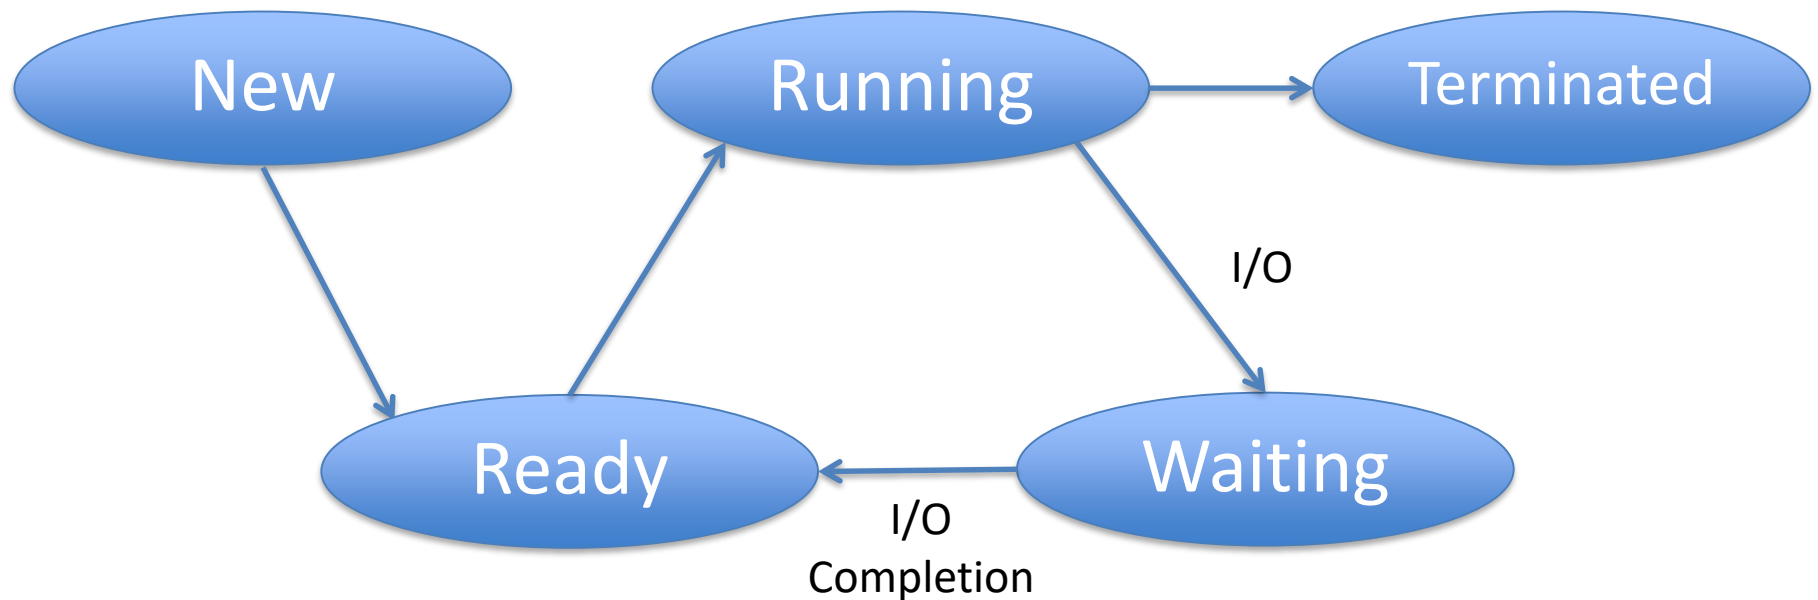 New
Running
Terminated
I/O
Ready
Waiting
I/O
Completion